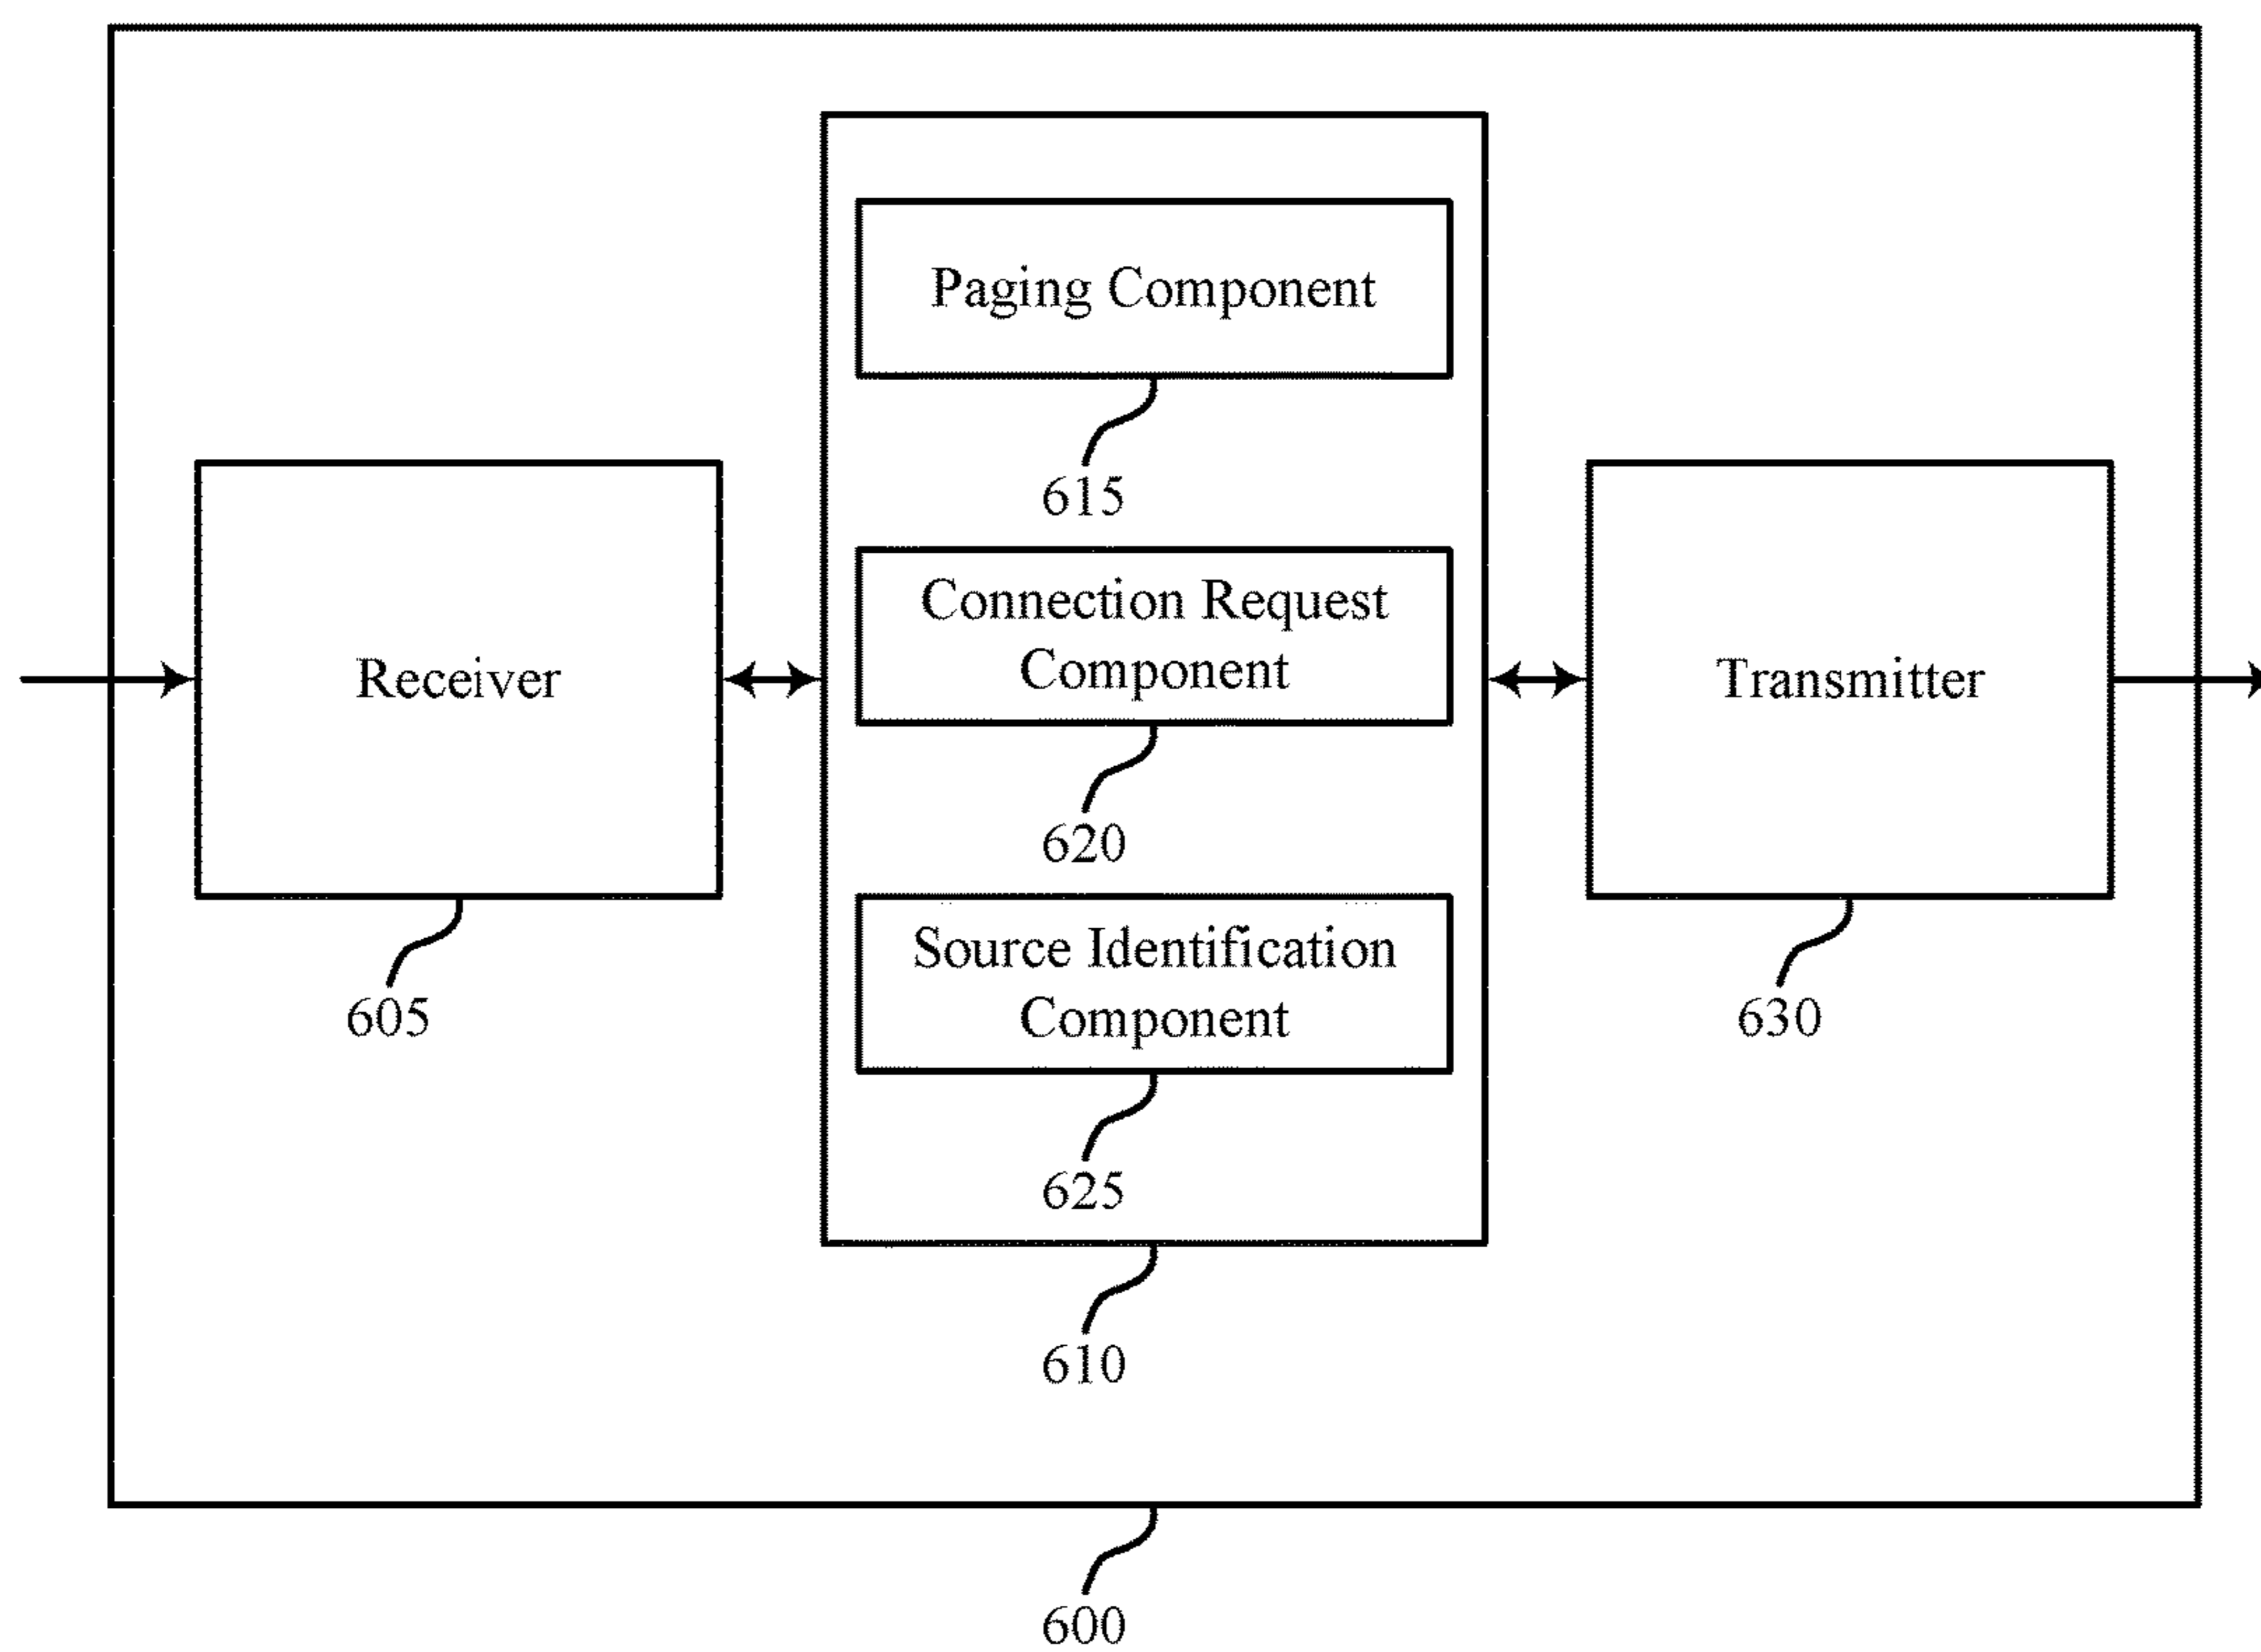 Paging Component
615
Receiver
Connection Request
Component
Transmitter
620
Source Identification
Component
605
630
625
610
600